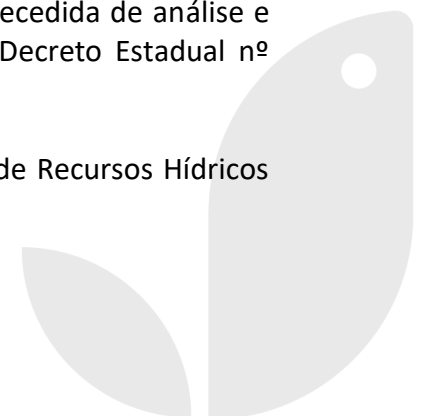 ecedida de análise e
Decreto Estadual nº
de Recursos Hídricos